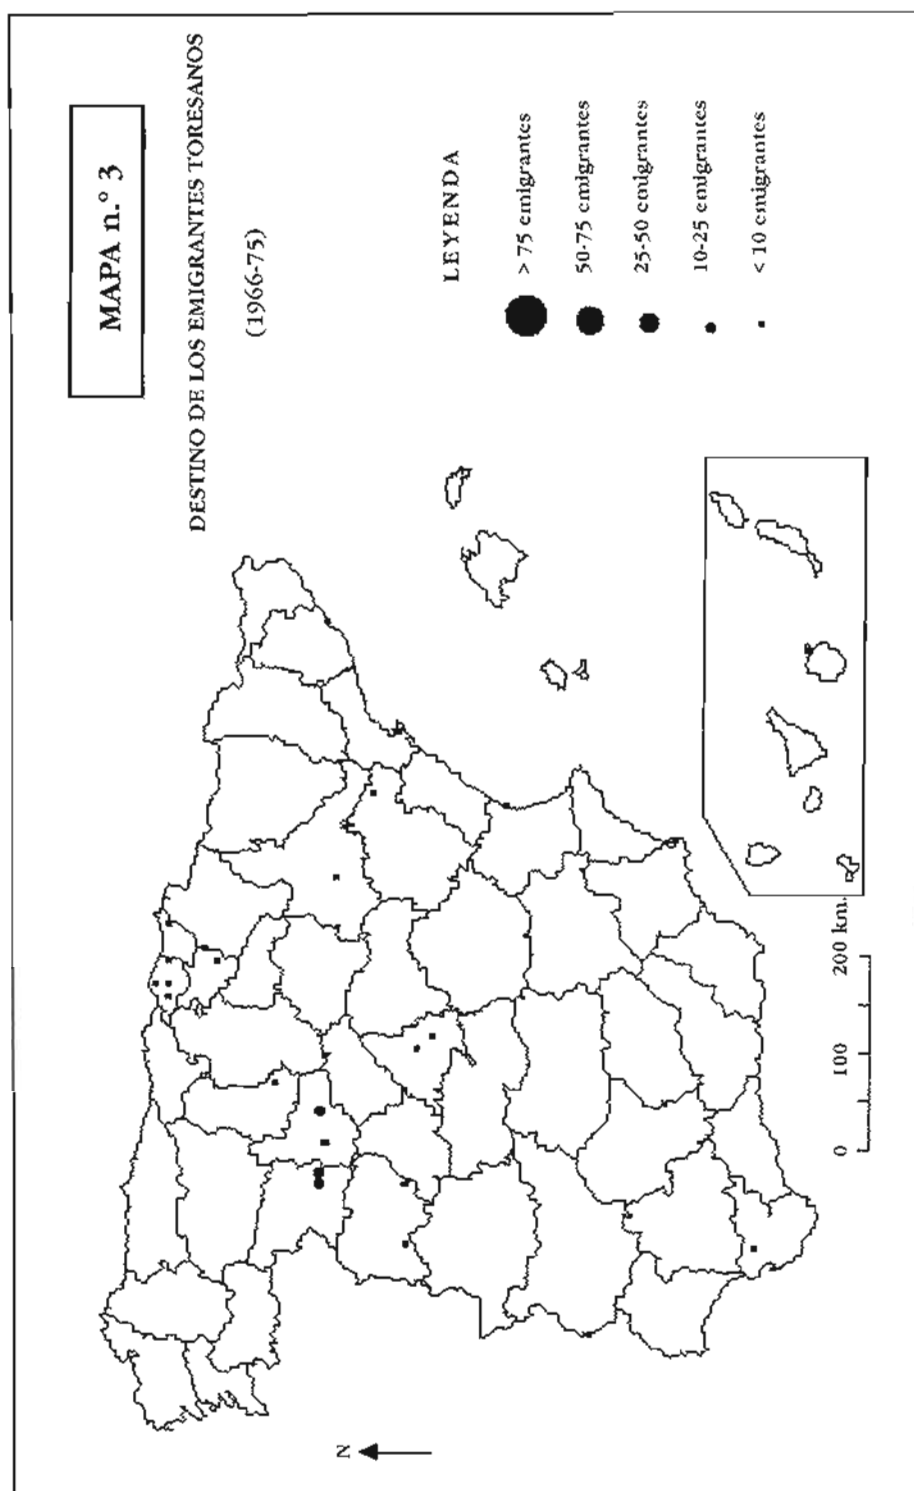 MAPA n.° 3
DESTINO DE LOS EMIGRANTES TORESANOS
(1966-75)
LEYENDA
> 75 emigrantes
50-75 emigrantes
25-50 emigrantes
10-25 emigrantes
< 10 emigrantes
N
0 100 200 km.